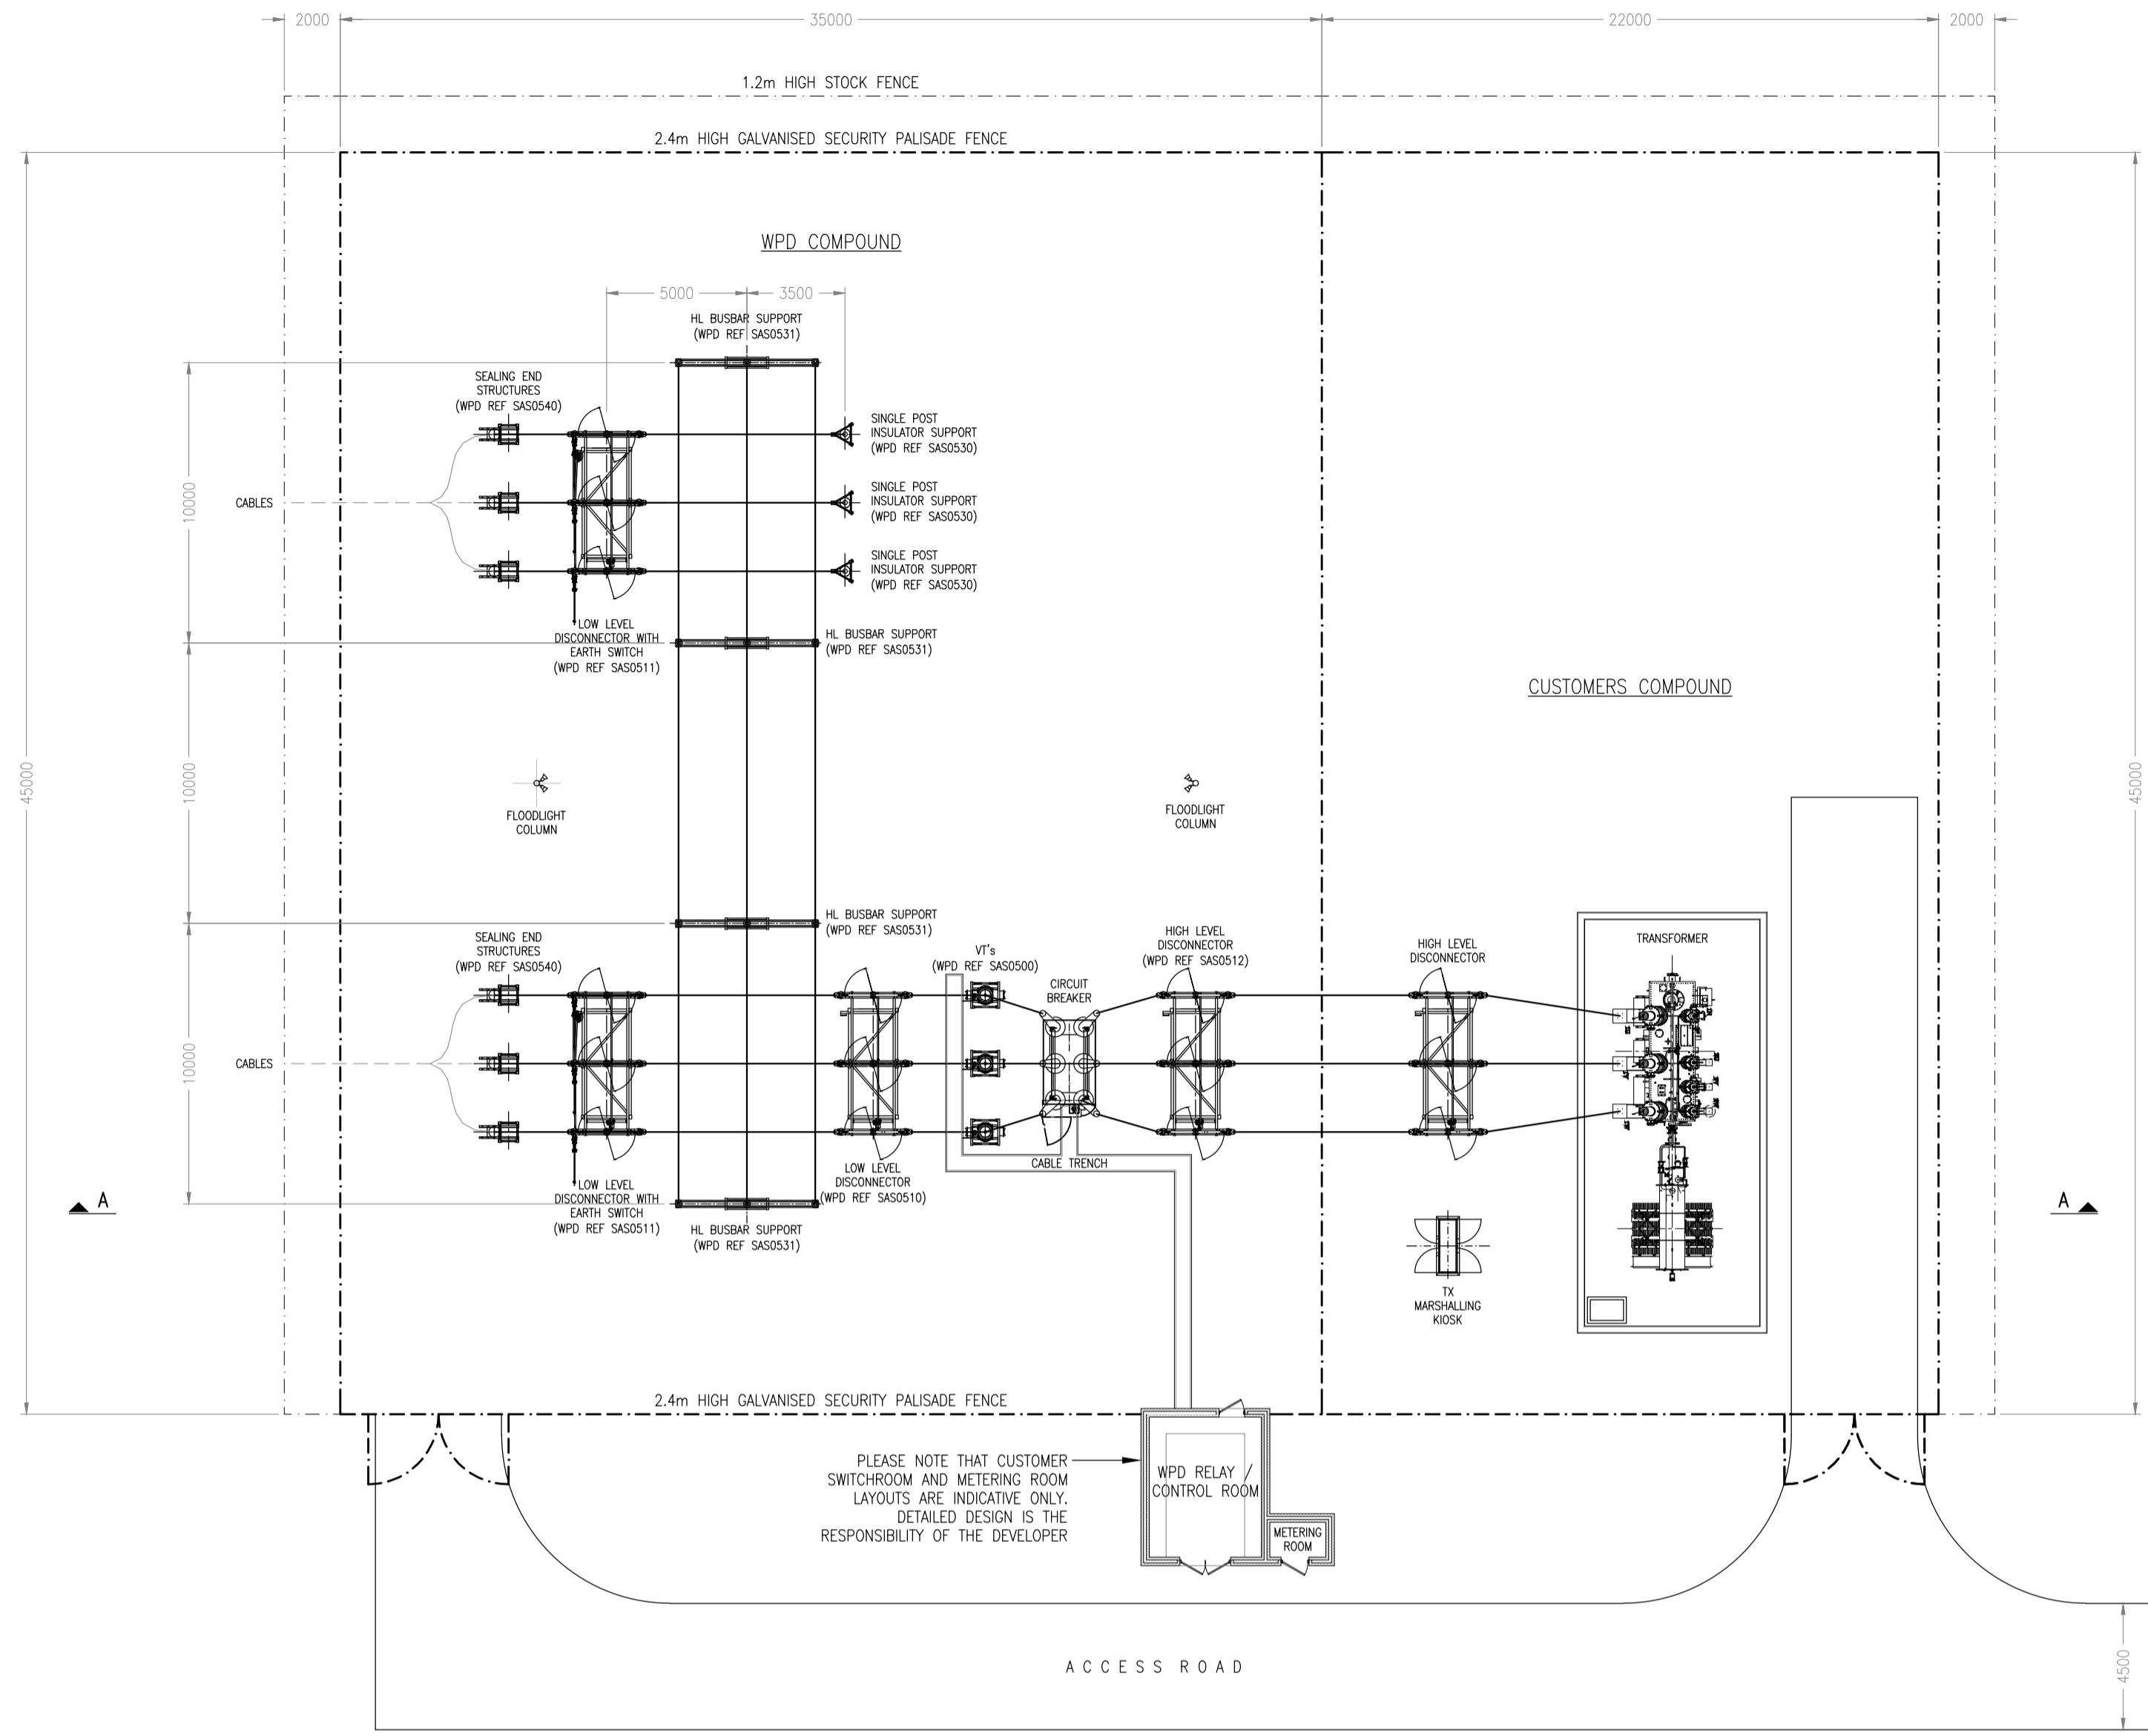 2000
35000
22000
2000
1.2m HIGH STOCK FENCE
2.4m HIGH GALVANISED SECURITY PALISADE FENCE
WPD COMPOUND
5000
3500
HL BUSBAR SUPPORT
(WPD REF SAS0531)
SEALING END
STRUCTURES
(WPD REF SAS0540)
SINGLE POST
INSULATOR SUPPORT
(WPD REF SAS0530)
CABLES
10000
SINGLE POST
INSULATOR SUPPORT
(WPD REF SAS0530)
SINGLE POST
INSULATOR SUPPORT
(WPD REF SAS0530)
LOW LEVEL
DISCONNECTOR WITH
EARTH SWITCH
(WPD REF SAS0511)
HL BUSBAR SUPPORT
(WPD REF SAS0531)
CUSTOMERS COMPOUND
45000
10000
45000
FLOODLIGHT
COLUMN
FLOODLIGHT
COLUMN
HL BUSBAR SUPPORT
(WPD REF SAS0531)
SEALING END
STRUCTURES
(WPD REF SAS0540)
VT's
(WPD REF SAS0500)
CIRCUIT
BREAKER
HIGH LEVEL
DISCONNECTOR
(WPD REF SAS0512)
HIGH LEVEL
DISCONNECTOR
TRANSFORMER
CABLES
10000
CABLE TRENCH
LOW LEVEL
DISCONNECTOR
(WPD REF SAS0510)
LOW LEVEL
DISCONNECTOR WITH
EARTH SWITCH
(WPD REF SAS0511)
A
A
HL BUSBAR SUPPORT
(WPD REF SAS0531)
TX
MARSHALLING
KIOSK
2.4m HIGH GALVANISED SECURITY PALISADE FENCE
PLEASE NOTE THAT CUSTOMER
SWITCHROOM AND METERING ROOM
LAYOUTS ARE INDICATIVE ONLY.
DETAILED DESIGN IS THE
RESPONSIBILITY OF THE DEVELOPER
WPD RELAY /
CONTROL ROOM
METERING
ROOM
ACCESS ROAD
4500